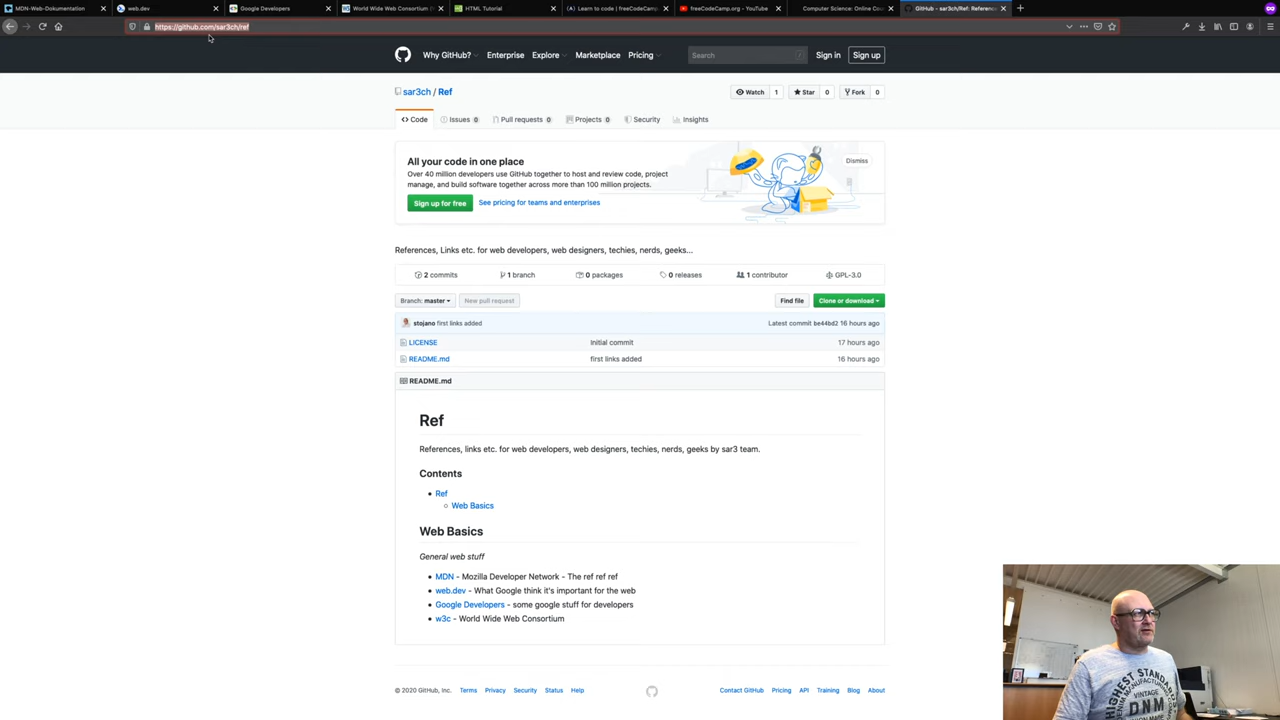 MDN-Web-Dokumentation
web.dev
Google Developers
World Wide Web Consortium (
HTML Tutorial
Learn to code | freeCodeCamp.
freeCodeCamp.org - YouTube
Computer Science: Online Cou
GitHub - sar3ch/Ref: Referenc
https://github.com/sar3ch/ref
Why GitHub?
Enterprise
Explore
Marketplace
Pricing
Search
Sign in
Sign up
sar3ch / Ref
Watch 1
Star 0
Fork 0
Code
Issues 0
Pull requests 0
Projects 0
Security
Insights
All your code in one place
Dismiss
Over 40 million developers use GitHub together to host and review code, project
manage, and build software together across more than 100 million projects.
Sign up for free
See pricing for teams and enterprises
References, Links etc. for web developers, web designers, techies, nerds, geeks...
2 commits
1 branch
0 packages
0 releases
1 contributor
GPL-3.0
Branch: master
New pull request
Find file
Clone or download
stojano first links added
Latest commit be44bd2 16 hours ago
LICENSE
Initial commit
17 hours ago
README.md
first links added
16 hours ago
README.md
Ref
References, links etc. for web developers, web designers, techies, nerds, geeks by sar3 team.
Contents
Ref
Web Basics
Web Basics
General web stuff
MDN - Mozilla Developer Network - The ref ref ref
web.dev - What Google think it's important for the web
Google Developers - some google stuff for developers
w3c - World Wide Web Consortium
© 2020 GitHub, Inc.
Terms
Privacy
Security
Status
Help
Contact GitHub
Pricing
API
Training
Blog
About
HIGHEST STANDARD
VINTAGE
DNM